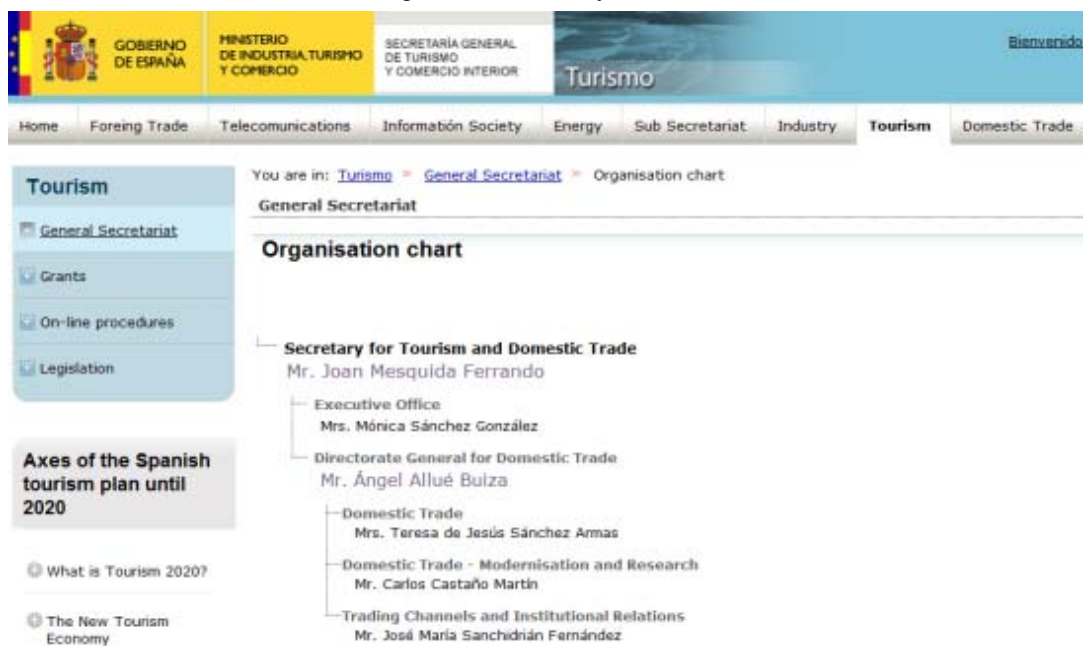 GOBIERNO
DE ESPAÑA
MINISTERIO
DE INDUSTRIA, TURISMO
Y COMERCIO
SECRETARÍA GENERAL
DE TURISMO
Y COMERCIO INTERIOR
Turismo
Bienvenido
Home Foreing Trade Telecomunications Informatión Society Energy Sub Secretariat Industry Tourism Domestic Trade
Tourism
General Secretariat
Grants
On-line procedures
Legislation
Axes of the Spanish
tourism plan until
2020
What is Tourism 2020?
The New Tourism
Economy
You are in: Turismo General Secretariat Organisation chart
General Secretariat
Organisation chart
Secretary for Tourism and Domestic Trade
Mr. Joan Mesquida Ferrando
Executive Office
Mrs. Mónica Sánchez González
Directorate General for Domestic Trade
Mr. Ángel Allué Buiza
Domestic Trade
Mrs. Teresa de Jesús Sánchez Armas
Domestic Trade - Modernisation and Research
Mr. Carlos Castaño Martín
Trading Channels and Institutional Relations
Mr. José María Sanchidrián Fernández